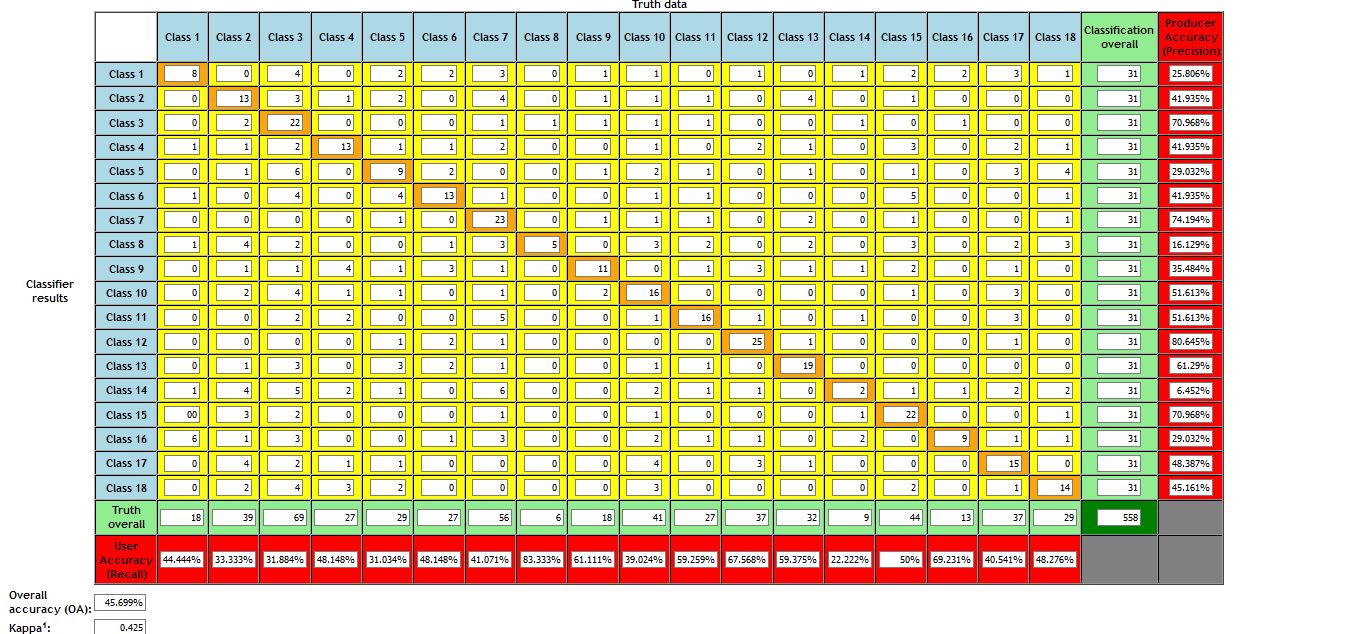 Truth data
Class 1 Class 2 Class 3 Class 4 Class 5 Class 6 Class 7 Class 8 Class 9 Class 10 Class 11 Class 12 Class 13 Class 14 Class 15 Class 16 Class 17 Class 18 Classification overall Producer Accuracy (Precision)
Class 1 8 0 4 0 2 2 3 0 1 1 0 1 0 1 2 2 3 1 31 25.806%
Class 2 0 13 3 1 2 0 4 0 1 1 1 0 4 0 1 0 0 0 31 41.935%
Class 3 0 2 22 0 0 0 1 1 1 1 1 0 0 1 0 1 0 0 31 70.968%
Class 4 1 1 2 13 1 1 2 0 0 1 0 2 1 0 3 0 2 1 31 41.935%
Class 5 0 1 6 0 9 2 0 0 1 2 1 0 1 0 1 0 3 4 31 29.032%
Class 6 1 0 4 0 4 13 1 0 0 1 1 0 0 0 5 0 0 1 31 41.935%
Class 7 0 0 0 0 1 0 23 0 1 1 1 0 2 0 1 0 0 1 31 74.194%
Class 8 1 4 2 0 0 1 3 5 0 3 2 0 2 0 3 0 2 3 31 16.129%
Classifier results
Class 9 0 1 1 4 1 3 1 0 11 0 1 3 1 1 2 0 1 0 31 35.484%
Class 10 0 2 4 1 1 0 1 0 2 16 0 0 0 0 1 0 3 0 31 51.613%
Class 11 0 0 2 2 0 0 5 0 0 1 16 1 0 1 0 0 3 0 31 51.613%
Class 12 0 0 0 0 1 2 1 0 0 0 0 25 1 0 0 0 1 0 31 80.645%
Class 13 0 1 3 0 3 2 1 0 0 1 1 0 19 0 0 0 0 0 31 61.29%
Class 14 1 4 5 2 1 0 6 0 0 2 1 1 0 2 1 1 2 2 31 6.452%
Class 15 00 3 2 0 0 0 1 0 0 1 0 0 0 1 22 0 0 1 31 70.968%
Class 16 6 1 3 0 0 1 3 0 0 2 1 1 0 2 0 9 1 1 31 29.032%
Class 17 0 4 2 1 1 0 0 0 0 4 0 3 1 0 0 0 15 0 31 48.387%
Class 18 0 2 4 3 2 0 0 0 0 3 0 0 0 0 2 0 1 14 31 45.161%
Truth overall 18 39 69 27 29 27 56 6 18 41 27 37 32 9 44 13 37 29 558
User Accuracy (Recall) 44.444% 33.333% 31.884% 48.148% 31.034% 48.148% 41.071% 83.333% 61.111% 39.024% 59.259% 67.568% 59.375% 22.222% 50% 69.231% 40.541% 48.276%
Overall accuracy (OA): 45.699%
Kappa¹: 0.425